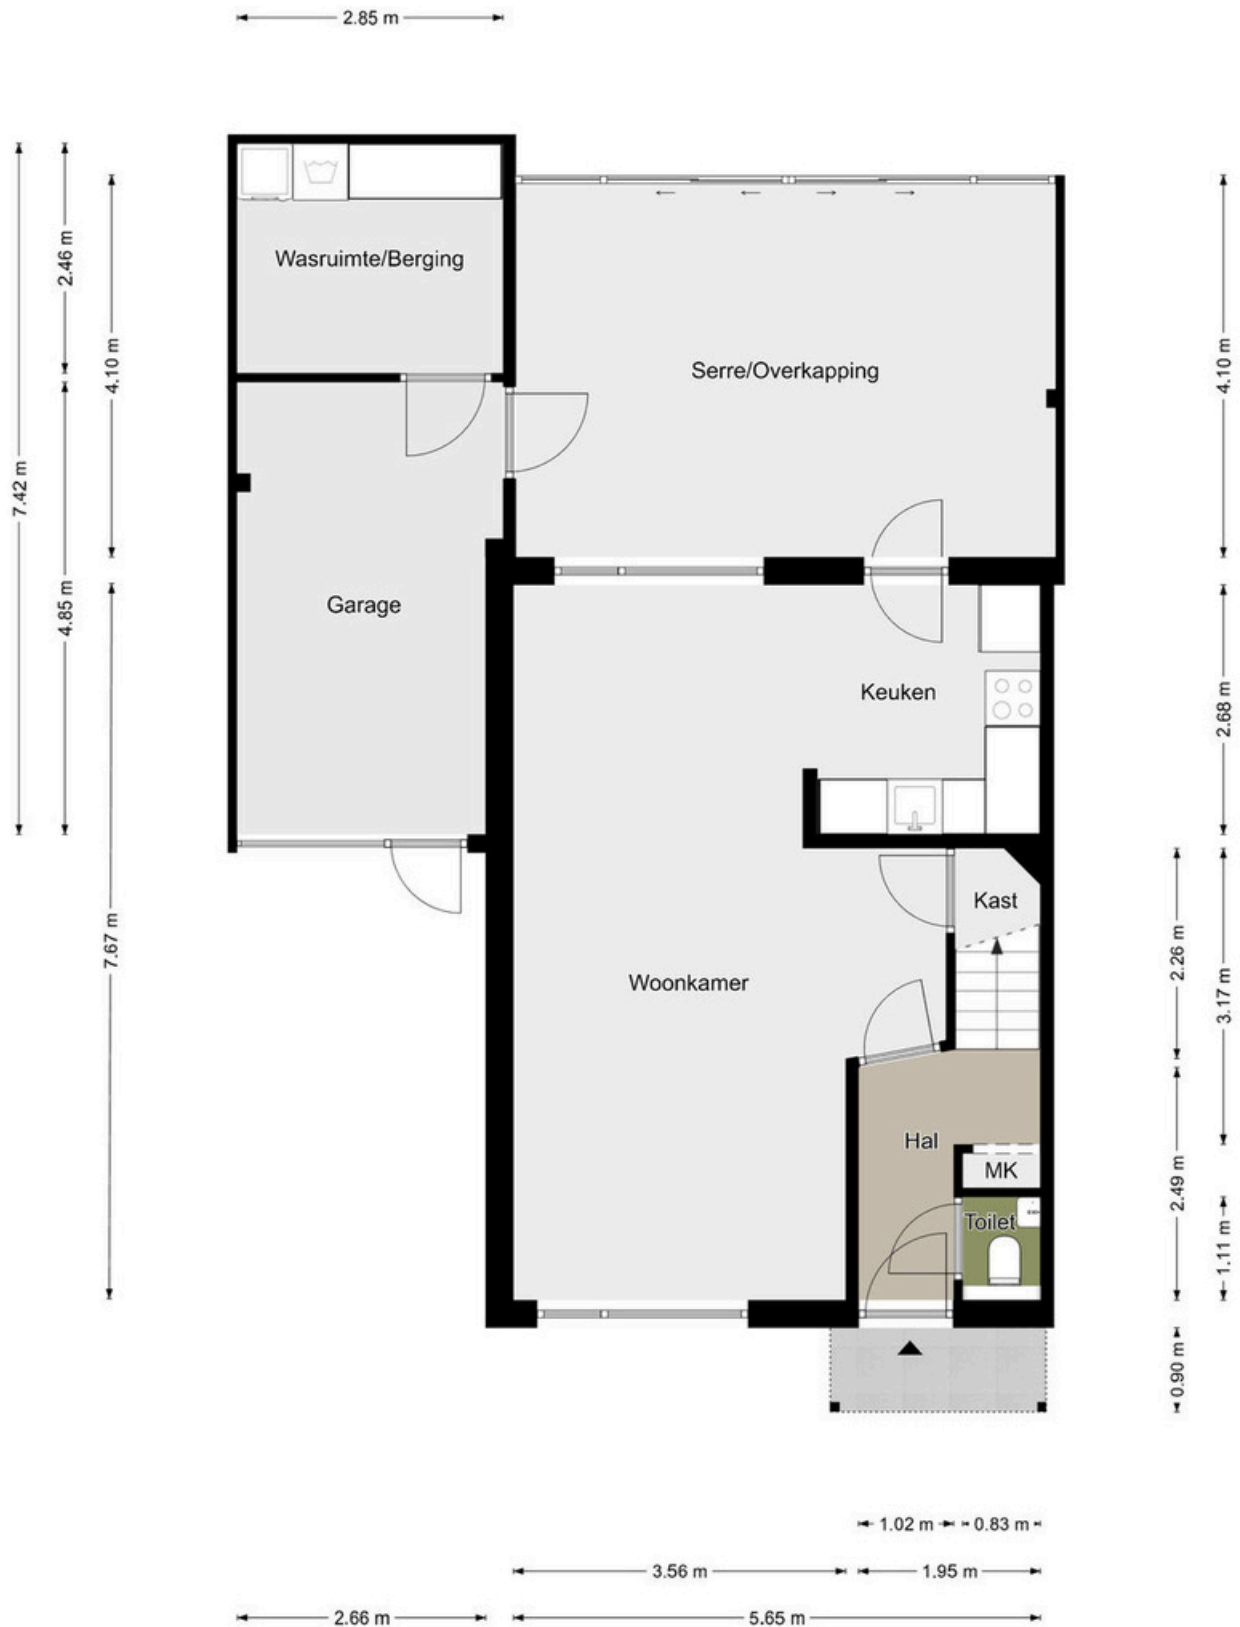 2.85 m
Wasruimte/Berging
2.46 m
4.10 m
4.10 m
Serre/Overkapping
7.42 m
4.85 m
Garage
Keuken
2.68 m
Kast
7.67 m
2.26 m
3.17 m
Woonkamer
Hal
MK
2.49 m
Toilet
1.11 m
0.90 m
1.02 m
0.83 m
3.56 m
1.95 m
2.66 m
5.65 m